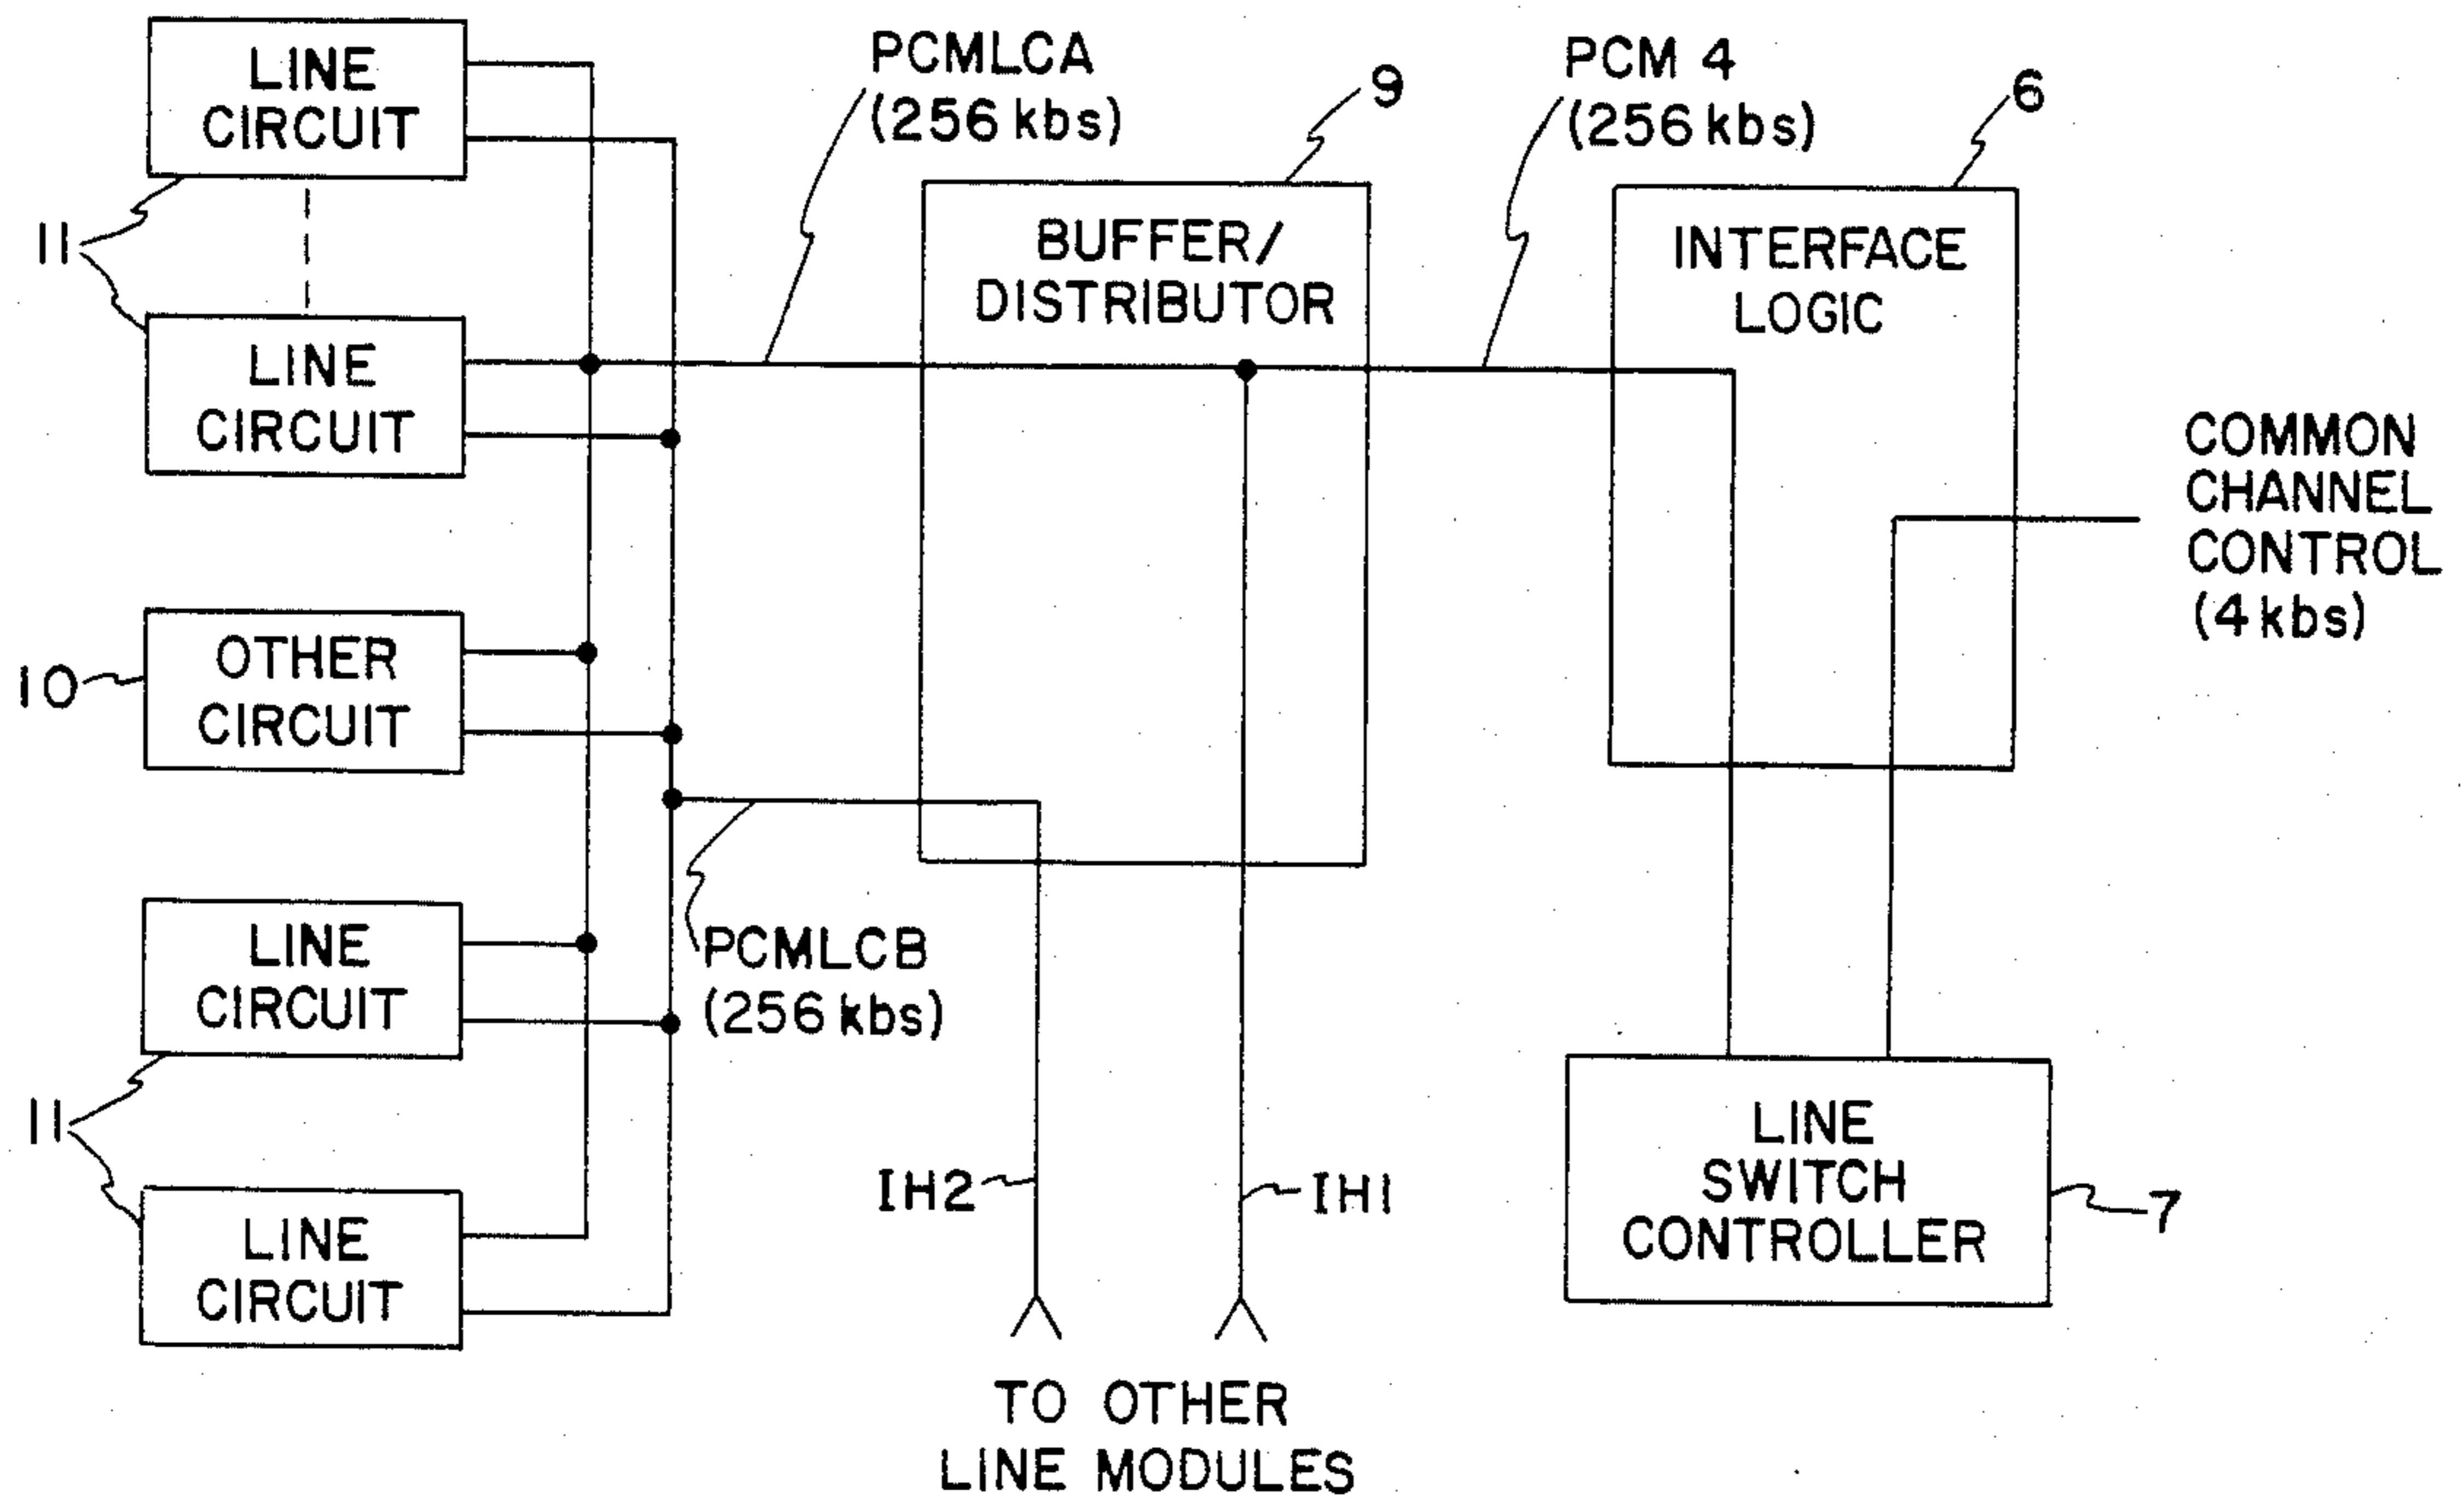 LINE
CIRCUIT
11
LINE
CIRCUIT
10
OTHER
CIRCUIT
LINE
CIRCUIT
11
LINE
CIRCUIT
PCMLCA
(256 kbs)
9
BUFFER/
DISTRIBUTOR
PCMLCB
(256 kbs)
IH2
IH1
TO OTHER
LINE MODULES
PCM 4
(256 kbs)
6
INTERFACE
LOGIC
COMMON
CHANNEL
CONTROL
(4 kbs)
LINE
SWITCH
CONTROLLER
7